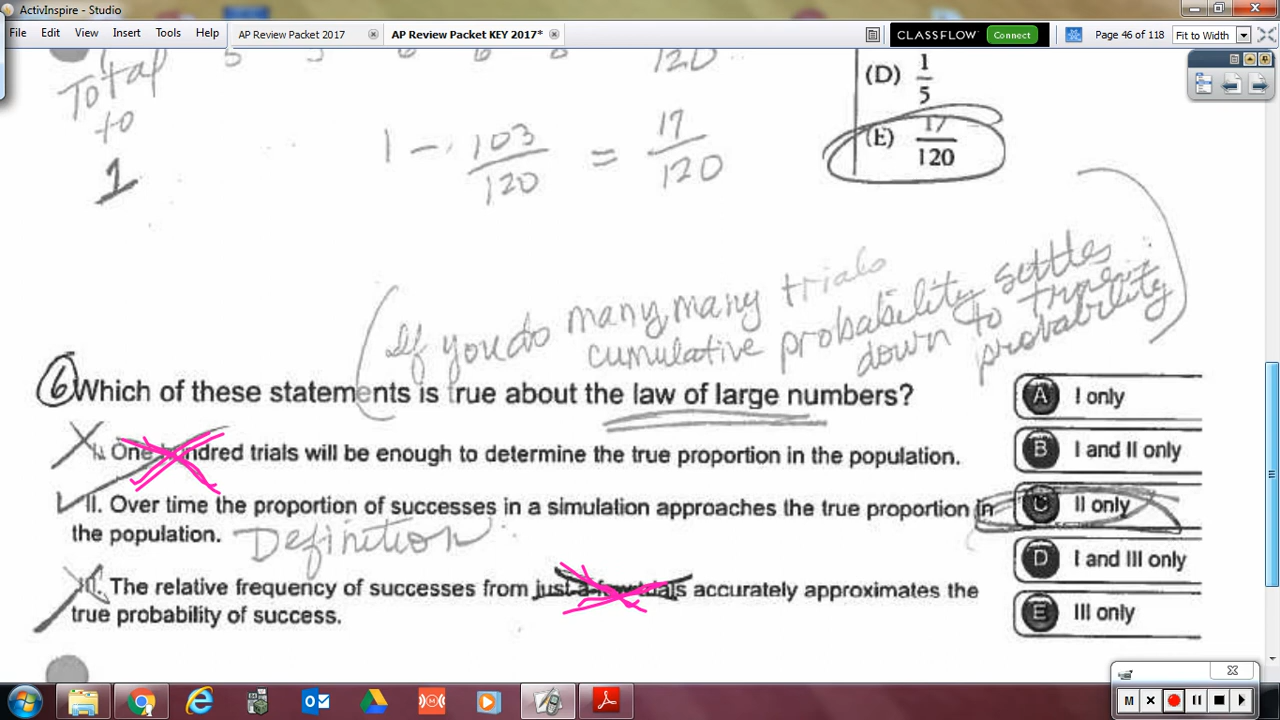 ActivInspire - Studio
File Edit View Insert Tools Help AP Review Packet 2017 AP Review Packet KEY 2017* CLASSFLOW Connect Page 46 of 118 Fit to Width
Total
to
1
120
1 - 103/120 = 17/120
(D) 1/5
(E) 17/120
If you do many many trials
cumulative probability settles
down to true
probability
6 Which of these statements is true about the law of large numbers?
I. One hundred trials will be enough to determine the true proportion in the population.
II. Over time the proportion of successes in a simulation approaches the true proportion in
the population. Definition
III. The relative frequency of successes from just a few trials accurately approximates the
true probability of success.
A I only
B I and II only
C II only
D I and III only
E III only
M